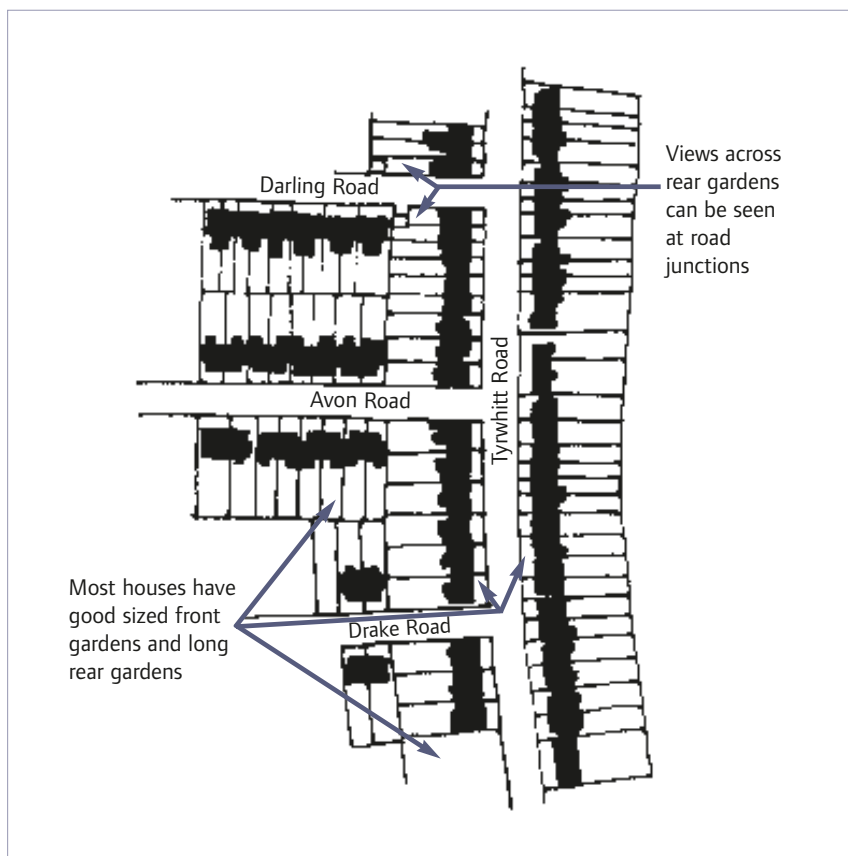 Views across
rear gardens
can be seen
at road
junctions
Darling Road
Tyrwhitt Road
Avon Road
Most houses have
good sized front
gardens and long
rear gardens
Drake Road